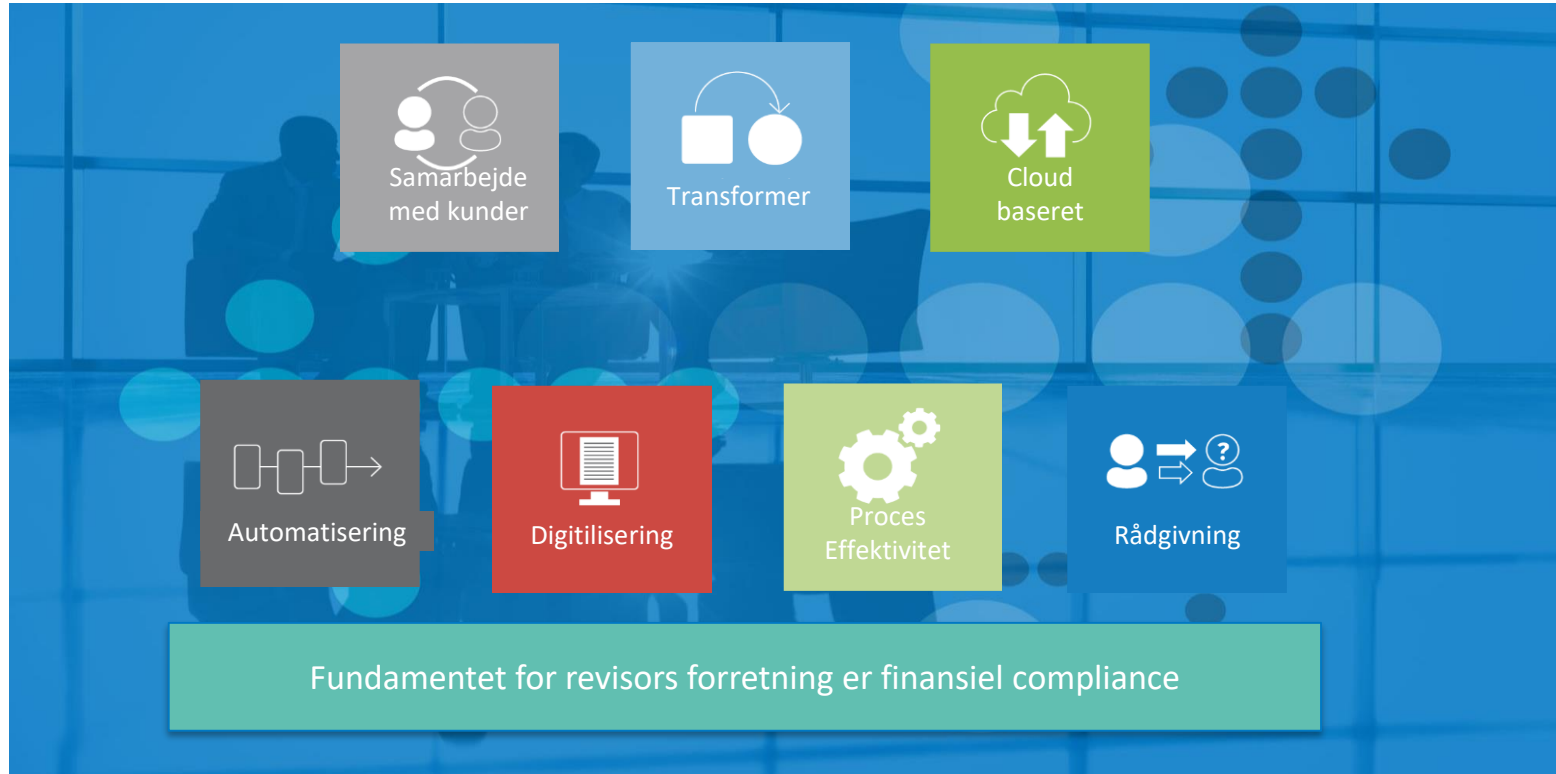 Samarbejde
med kunder
Transformer
Cloud
baseret
Automatisering
Digitilisering
Proces
Effektivitet
?
Rådgivning
Fundamentet for revisors forretning er finansiel compliance